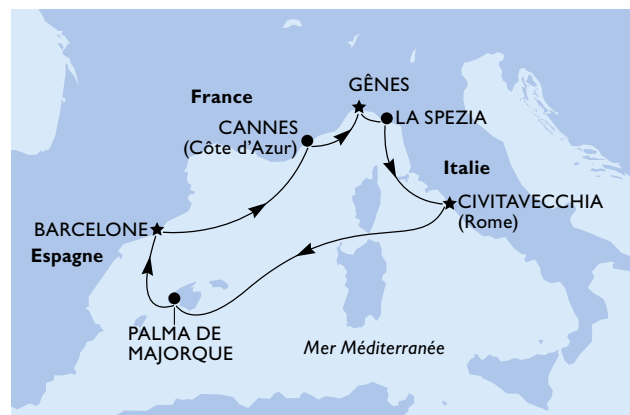 GÊNES
France
LA SPEZIA
CANNES
(Côte d'Azur)
Italie
CIVITAVECCHIA
(Rome)
BARCELONE
Espagne
PALMA DE
MAJORQUE
Mer Méditerranée